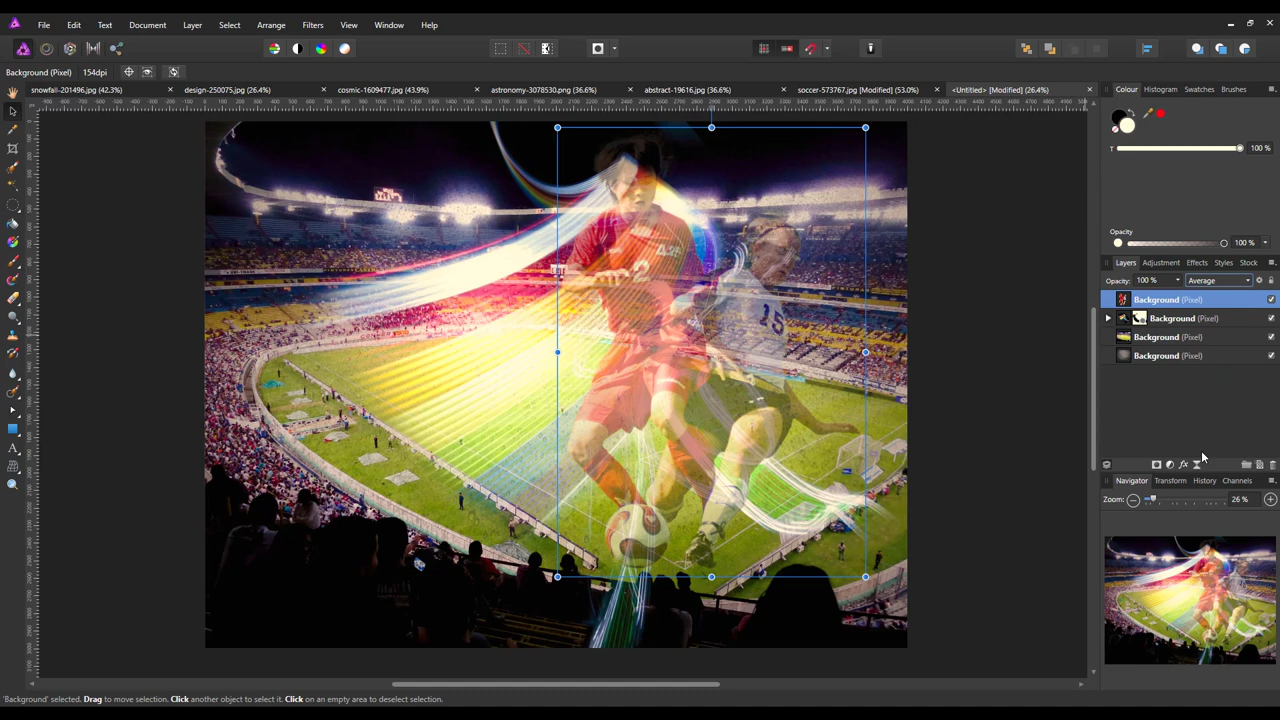 File Edit Text Document Layer Select Arrange Filters View Window Help
Background (Pixel) 154dpi
snowfall-201496.jpg (42.3%) × design-250075.jpg (26.4%) × cosmic-1609477.jpg (43.9%) × astronomy-3078530.png (36.6%) × abstract-19616.jpg (36.6%) × soccer-573767.jpg [Modified] (53.0%) × <Untitled> [Modified] (26.4%) ×
Colour Histogram Swatches Brushes
T 100 %
15
Opacity
100 %
Layers Adjustment Effects Styles Stock
Opacity: 100 % Average
Background (Pixel)
Background (Pixel)
Background (Pixel)
Background (Pixel)
Navigator Transform History Channels
Zoom: 26 %
'Background' selected. Drag to move selection. Click another object to select it. Click on an empty area to deselect selection.